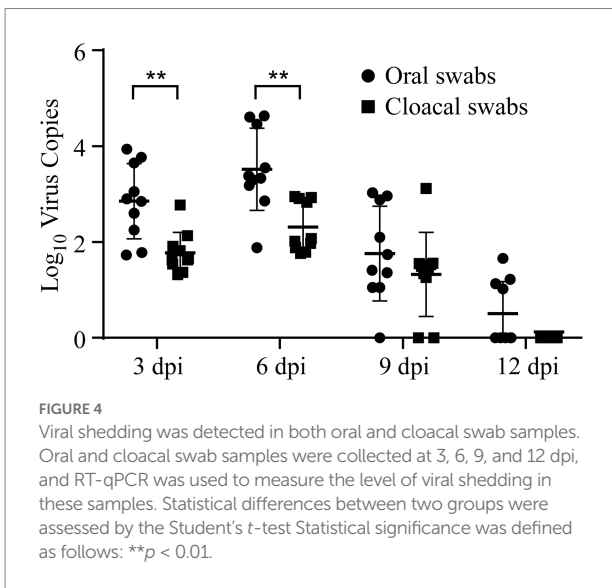 6
**
**
Oral swabs
Cloacal swabs
4
2
0
Log10 Virus Copies
3 dpi
6 dpi
9 dpi
12 dpi
FIGURE 4
Viral shedding was detected in both oral and cloacal swab samples.
Oral and cloacal swab samples were collected at 3, 6, 9, and 12 dpi,
and RT-qPCR was used to measure the level of viral shedding in
these samples. Statistical differences between two groups were
assessed by the Student’s t-test Statistical significance was defined
as follows: **p < 0.01.